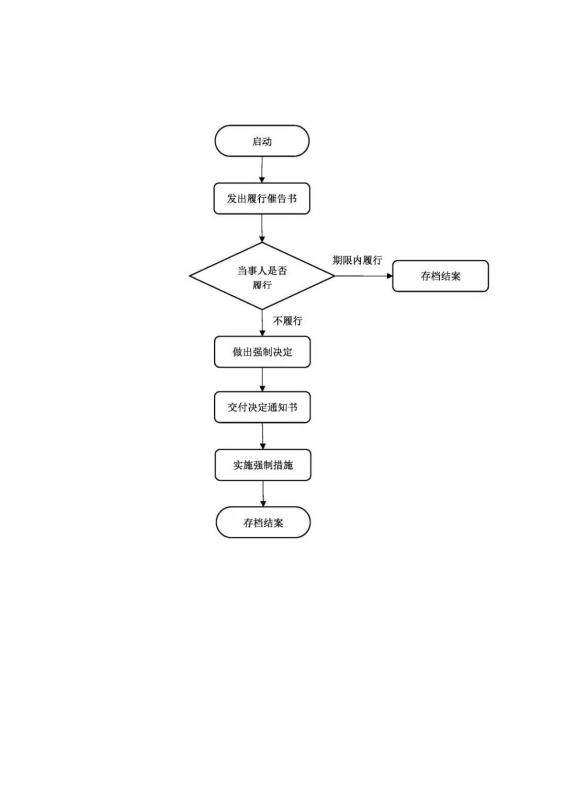 启动
发出履行催告书
当事人是否
履行
期限内履行
存档结案
不履行
做出强制决定
交付决定通知书
实施强制措施
存档结案